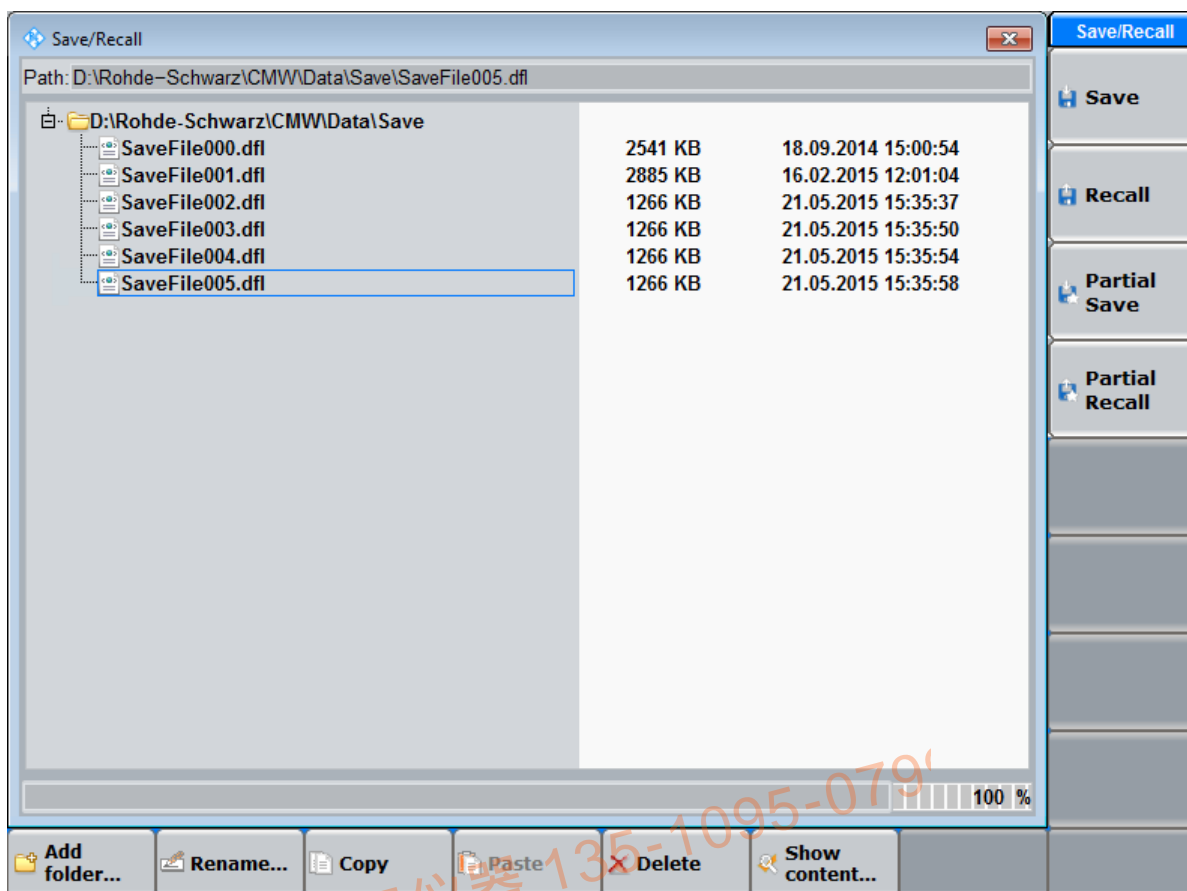 Save/Recall
Save/Recall
Path: D:\Rohde-Schwarz\CMW\Data\Save\SaveFile005.dfl
D:\Rohde-Schwarz\CMW\Data\Save
SaveFile000.dfl 2541 KB 18.09.2014 15:00:54
SaveFile001.dfl 2885 KB 16.02.2015 12:01:04
SaveFile002.dfl 1266 KB 21.05.2015 15:35:37
SaveFile003.dfl 1266 KB 21.05.2015 15:35:50
SaveFile004.dfl 1266 KB 21.05.2015 15:35:54
SaveFile005.dfl 1266 KB 21.05.2015 15:35:58
Save
Recall
Partial
Save
Partial
Recall
100 %
Add
folder...
Rename...
Copy
Paste
Delete
Show
content...
器 135-1095-079